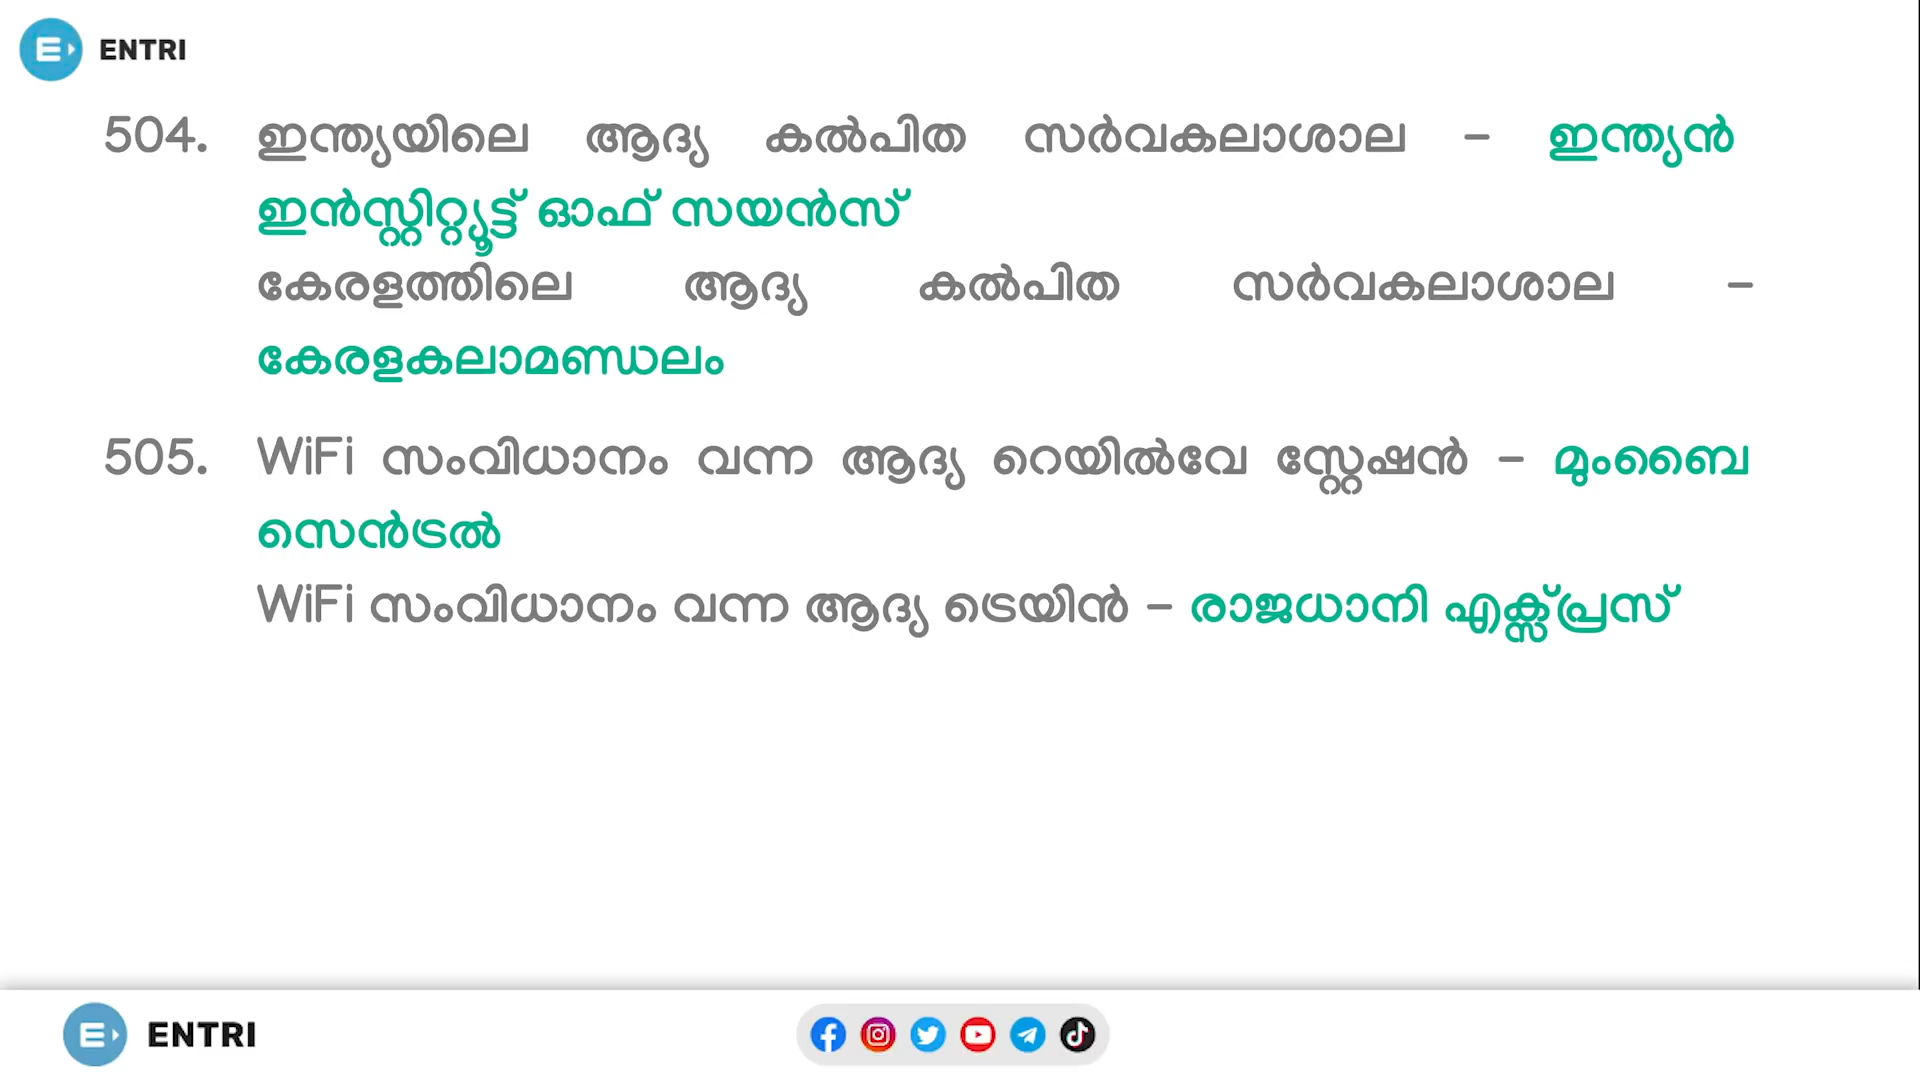 ENTRI
504. ഇന്ത്യയിലെ ആദ്യ കൽപിത സർവകലാശാല – ഇന്ത്യൻ
ഇൻസ്റ്റിറ്റ്യൂട്ട് ഓഫ് സയൻസ്
കേരളത്തിലെ ആദ്യ കൽപിത സർവകലാശാല –
കേരളകലാമണ്ഡലം
505. WiFi സംവിധാനം വന്ന ആദ്യ റെയിൽവേ സ്റ്റേഷൻ – മുംബൈ
സെൻട്രൽ
WiFi സംവിധാനം വന്ന ആദ്യ ട്രെയിൻ – രാജധാനി എക്സ്പ്രസ്
ENTRI